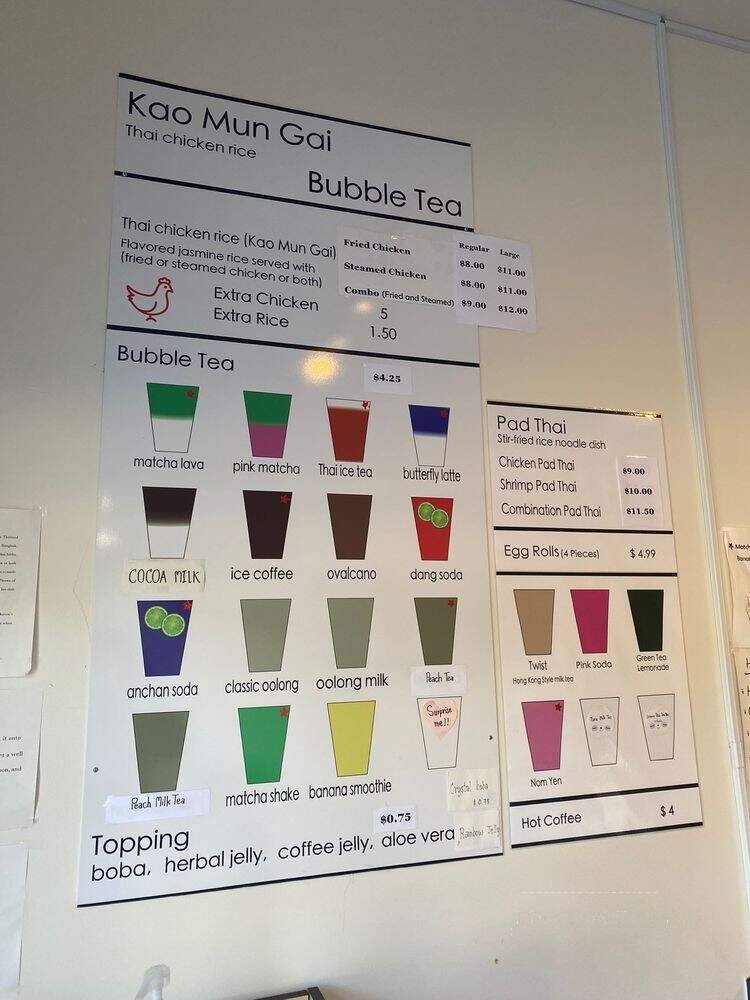 Kao Mun Gai
Thai chicken rice
Bubble Tea
Thai chicken rice (Kao Mun Gai)
Flavored jasmine rice served with
(fried or steamed chicken or both)
Regular Large
Fried Chicken $8.00 $11.00
Steamed Chicken $8.00 $11.00
Combo (Fried and Steamed) $9.00 $12.00
Extra Chicken 5
Extra Rice 1.50
Bubble Tea $4.25
matcha lava pink matcha Thai ice tea butterfly latte
COCOA MILK ice coffee ovalcano dang soda
anchan soda classic oolong oolong milk Peach Tea
Surprise
me!!
Peach Milk Tea matcha shake banana smoothie
Crystal boba
$0.75
Topping $0.75
boba, herbal jelly, coffee jelly, aloe vera Rainbow Jelly
Pad Thai
Stir-fried rice noodle dish
Chicken Pad Thai $9.00
Shrimp Pad Thai $10.00
Combination Pad Thai $11.50
Egg Rolls (4 Pieces) $4.99
Twist Pink Soda Green Tea
Hong Kong Style milk tea Lemonade
Nom Yen
Hot Coffee $4